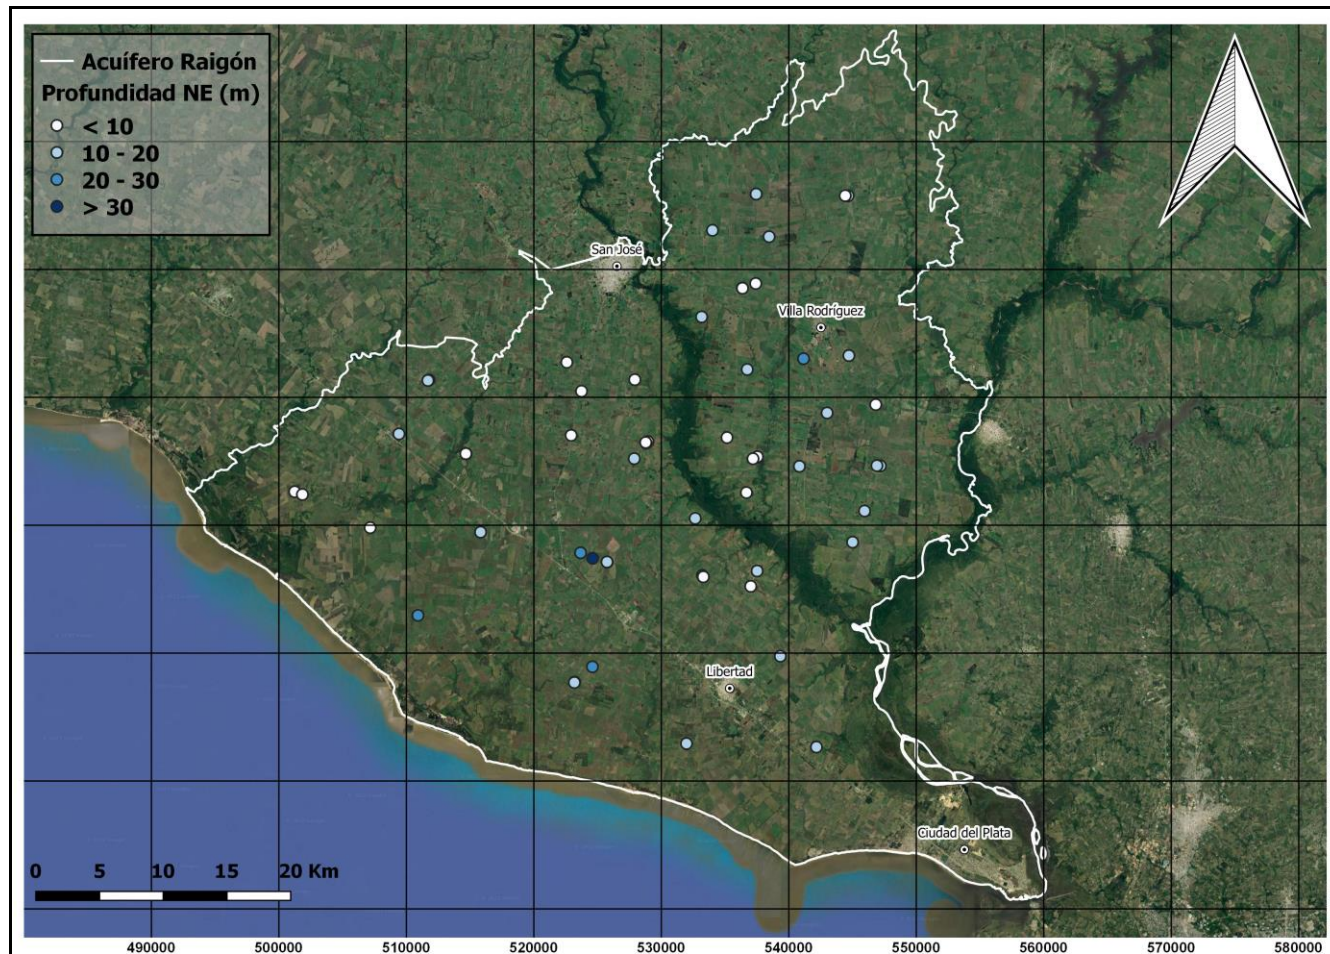 Acuífero Raigón
Profundidad NE (m)
< 10
10 - 20
20 - 30
> 30
San José
Villa Rodríguez
Libertad
Ciudad del Plata
0 5 10 15 20 Km
490000 500000 510000 520000 530000 540000 550000 560000 570000 580000